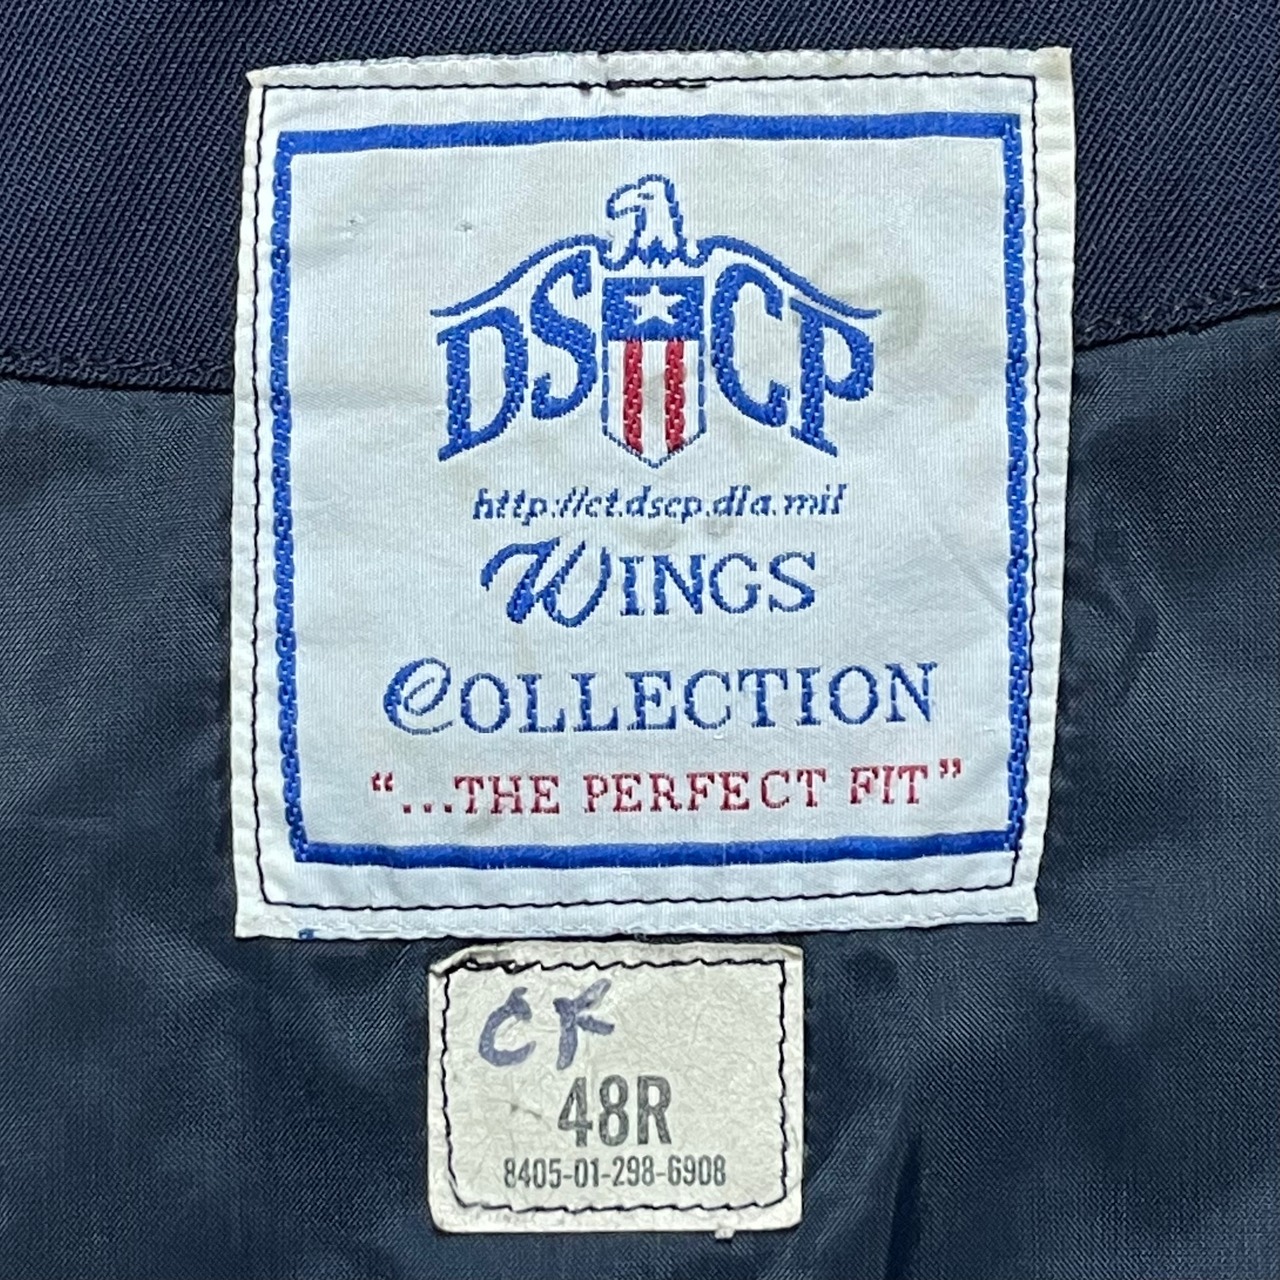 DSCP
http://ct.dscp.dla.mil
WINGS
COLLECTION
“...THE PERFECT FIT”
CK
48R
8405-01-298-6908